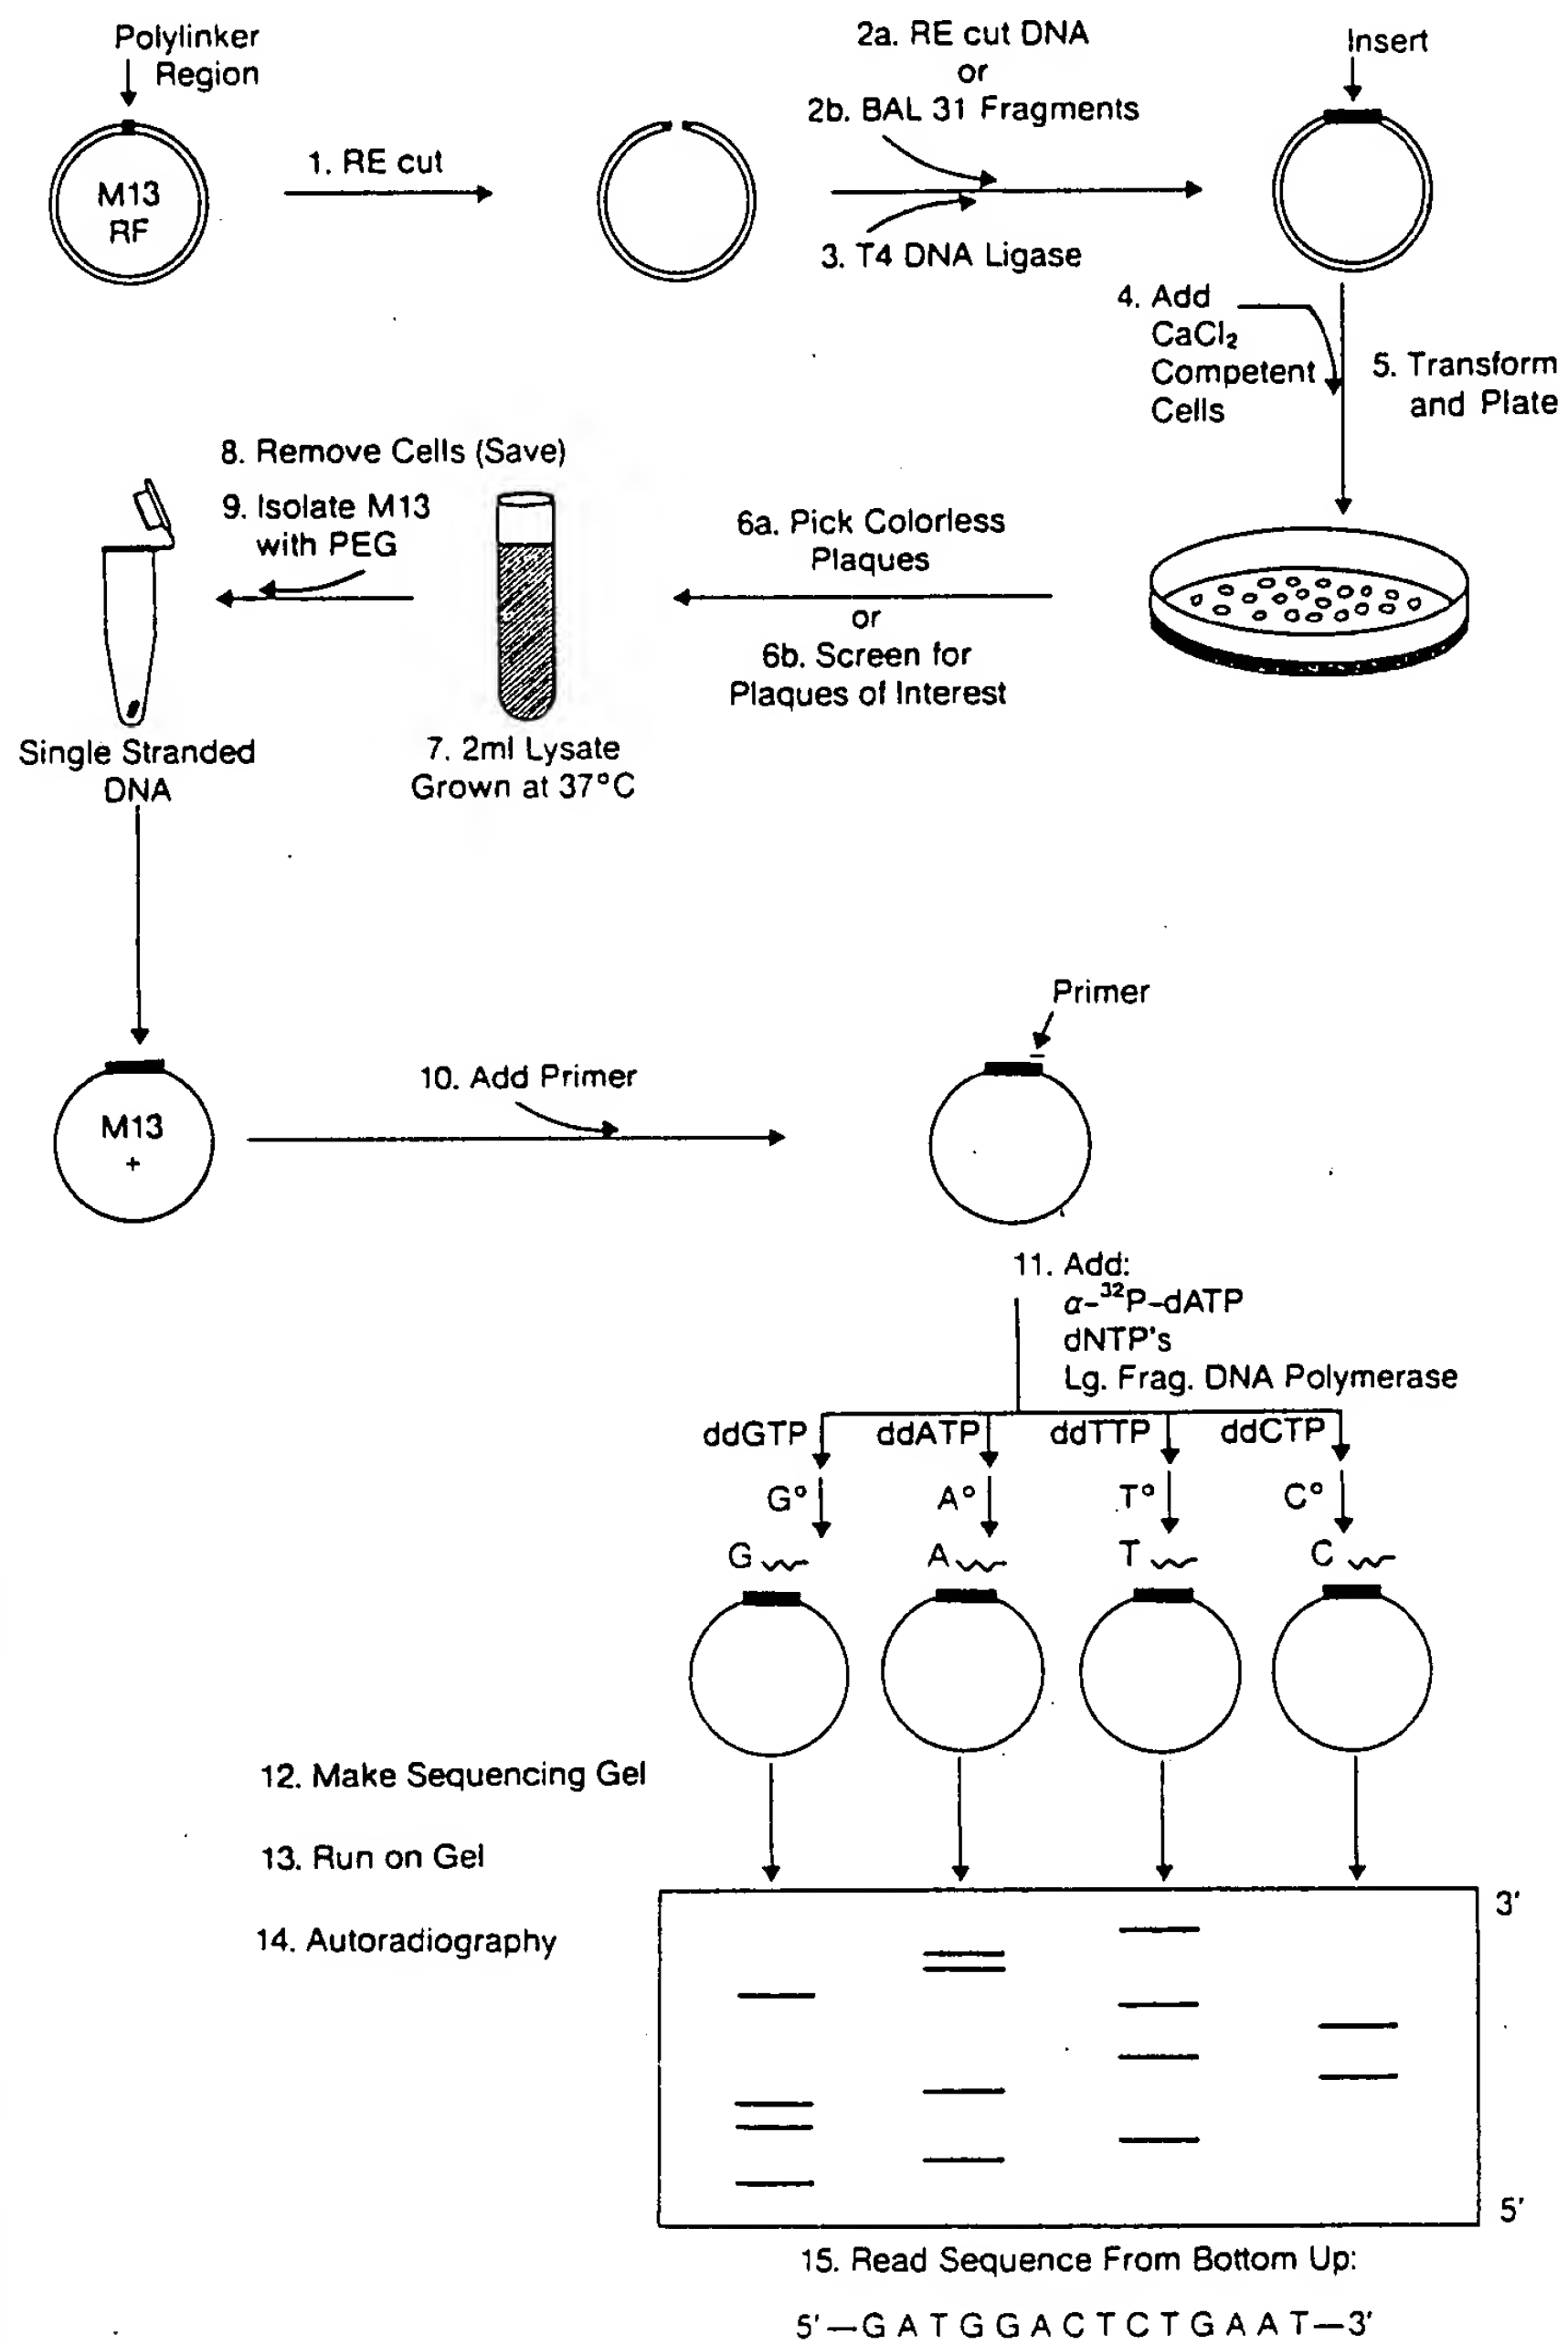 Polylinker
Region
M13
RF
1. RE cut
2a. RE cut DNA
or
2b. BAL 31 Fragments
3. T4 DNA Ligase
Insert
4. Add
CaCl₂
Competent
Cells
5. Transform
and Plate
6a. Pick Colorless
Plaques
or
6b. Screen for
Plaques of Interest
7. 2ml Lysate
Grown at 37°C
8. Remove Cells (Save)
9. Isolate M13
with PEG
Single Stranded
DNA
M13
+
10. Add Primer
Primer
11. Add:
α-³²P-dATP
dNTP's
Lg. Frag. DNA Polymerase
ddGTP ddATP ddTTP ddCTP
G° A° T° C°
G A T C
12. Make Sequencing Gel
13. Run on Gel
14. Autoradiography
3'
5'
15. Read Sequence From Bottom Up:
5'—G A T G G A C T C T G A A T—3'